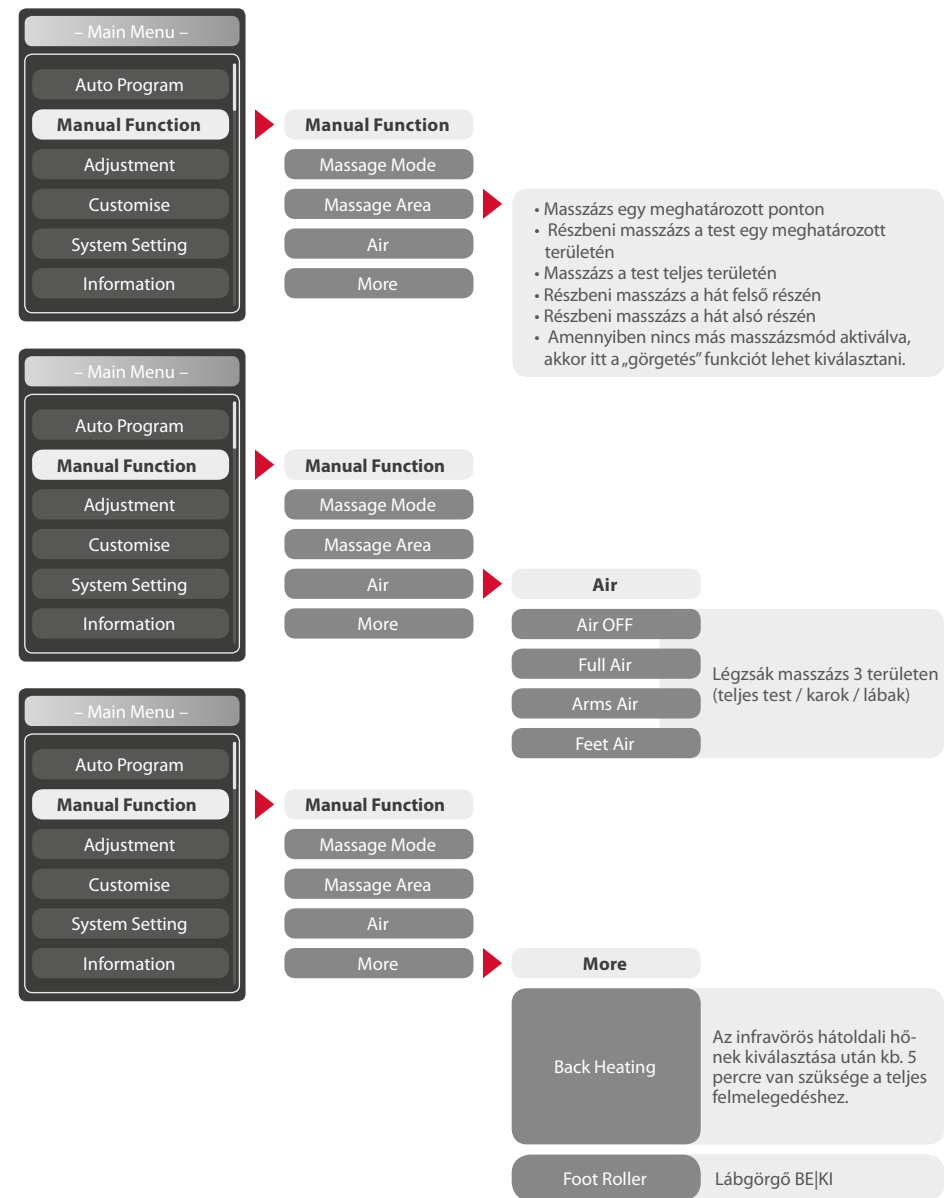 – Main Menu –
Auto Program
Manual Function
Adjustment
Customise
System Setting
Information
Manual Function
Massage Mode
Massage Area
Air
More
• Masszázs egy meghatározott ponton
• Részbeni masszázs a test egy meghatározott
területén
• Masszázs a test teljes területén
• Részbeni masszázs a hát felső részén
• Részbeni masszázs a hát alsó részén
• Amennyiben nincs más masszázsmód aktiválva,
akkor itt a „görgetés” funkciót lehet kiválasztani.
– Main Menu –
Auto Program
Manual Function
Adjustment
Customise
System Setting
Information
Manual Function
Massage Mode
Massage Area
Air
More
Air
Air OFF
Full Air
Arms Air
Feet Air
Légzsák masszázs 3 területen
(teljes test / karok / lábak)
– Main Menu –
Auto Program
Manual Function
Adjustment
Customise
System Setting
Information
Manual Function
Massage Mode
Massage Area
Air
More
More
Back Heating
Az infravörös hátoldali hő-
nek kiválasztása után kb. 5
percre van szüksége a teljes
felmelegedéshez.
Foot Roller
Lábgörgő BE|KI